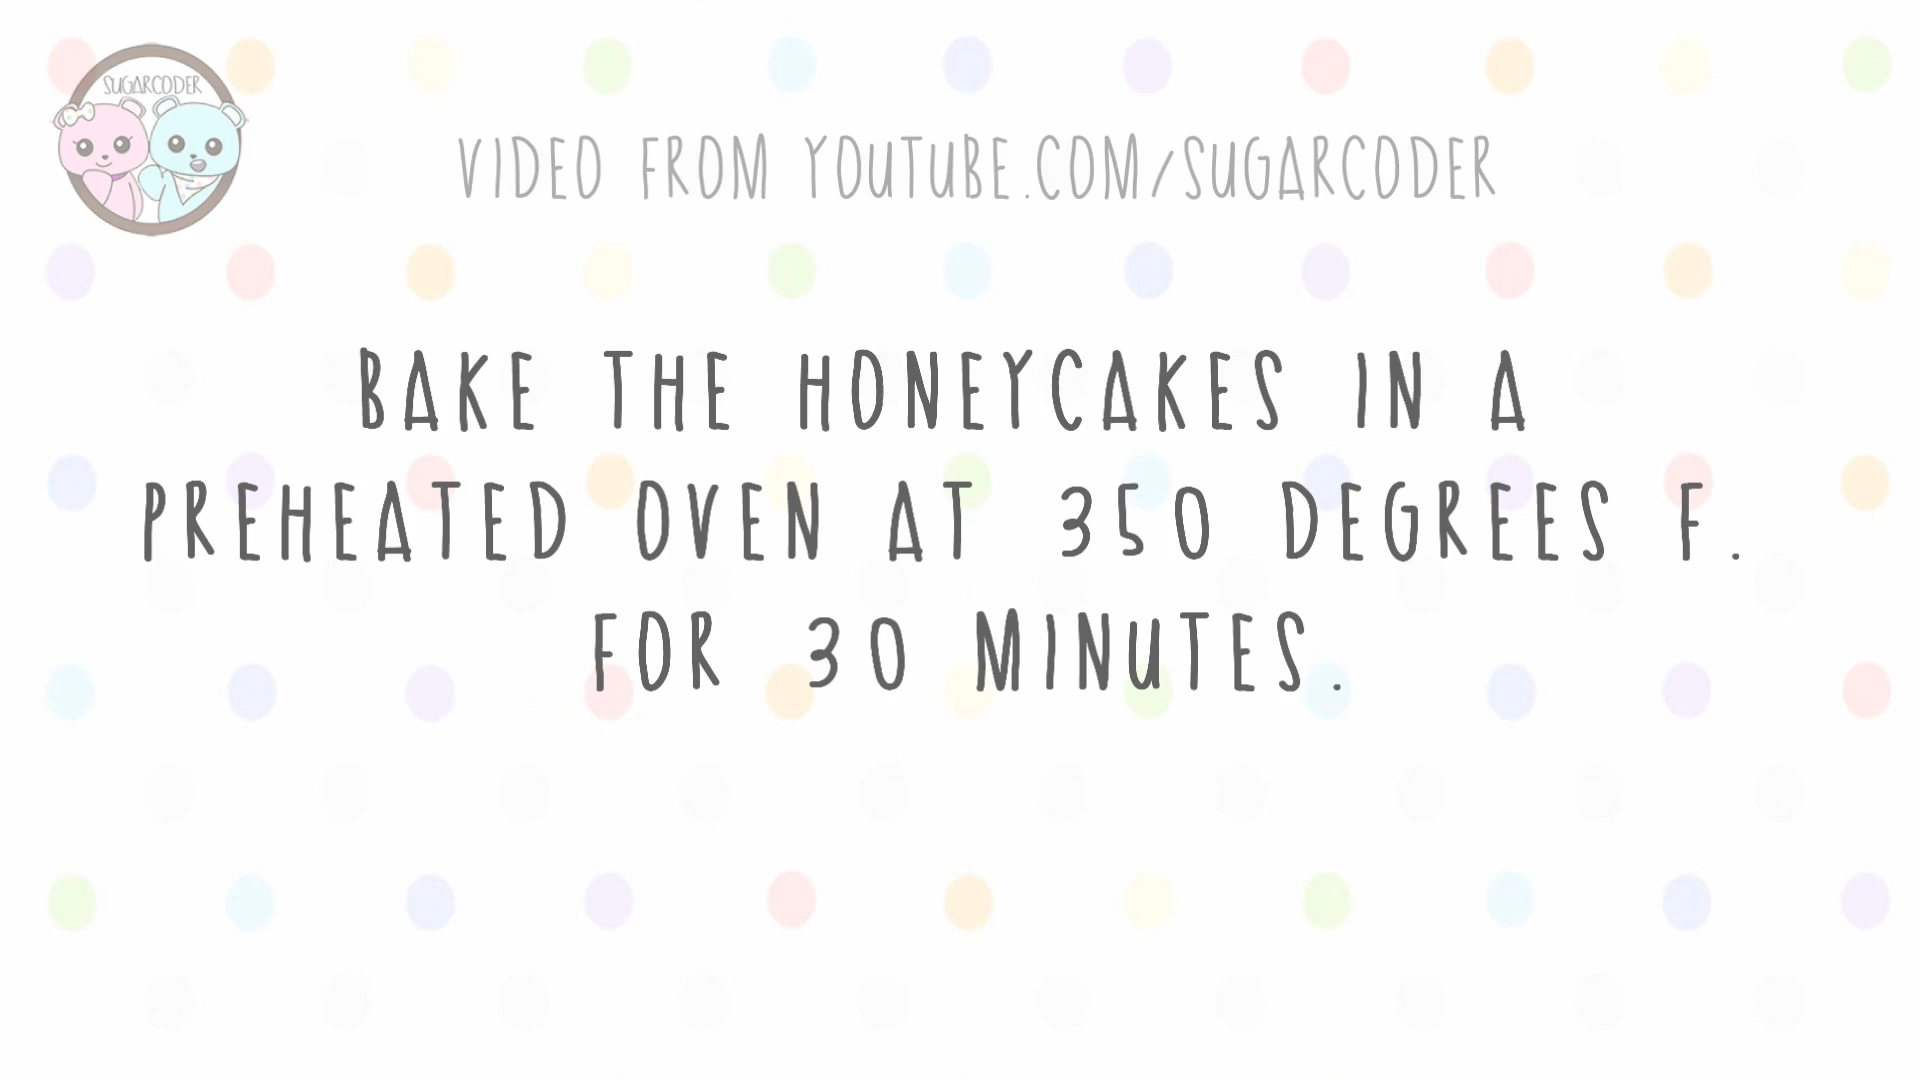 SUGARCODER
VIDEO FROM YOUTUBE.COM/SUGARCODER
BAKE THE HONEYCAKES IN A
PREHEATED OVEN AT 350 DEGREES F.
FOR 30 MINUTES.